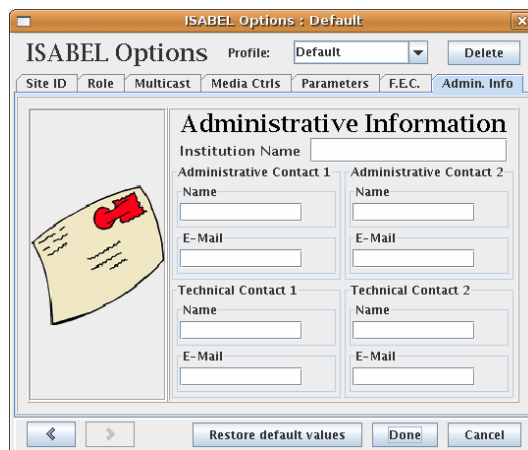 ISABEL Options : Default
ISABEL Options Profile: Default Delete
Site ID Role Multicast Media Ctrls Parameters F.E.C. Admin. Info
Administrative Information
Institution Name
Administrative Contact 1 Administrative Contact 2
Name Name
E-Mail E-Mail
Technical Contact 1 Technical Contact 2
Name Name
E-Mail E-Mail
Restore default values Done Cancel